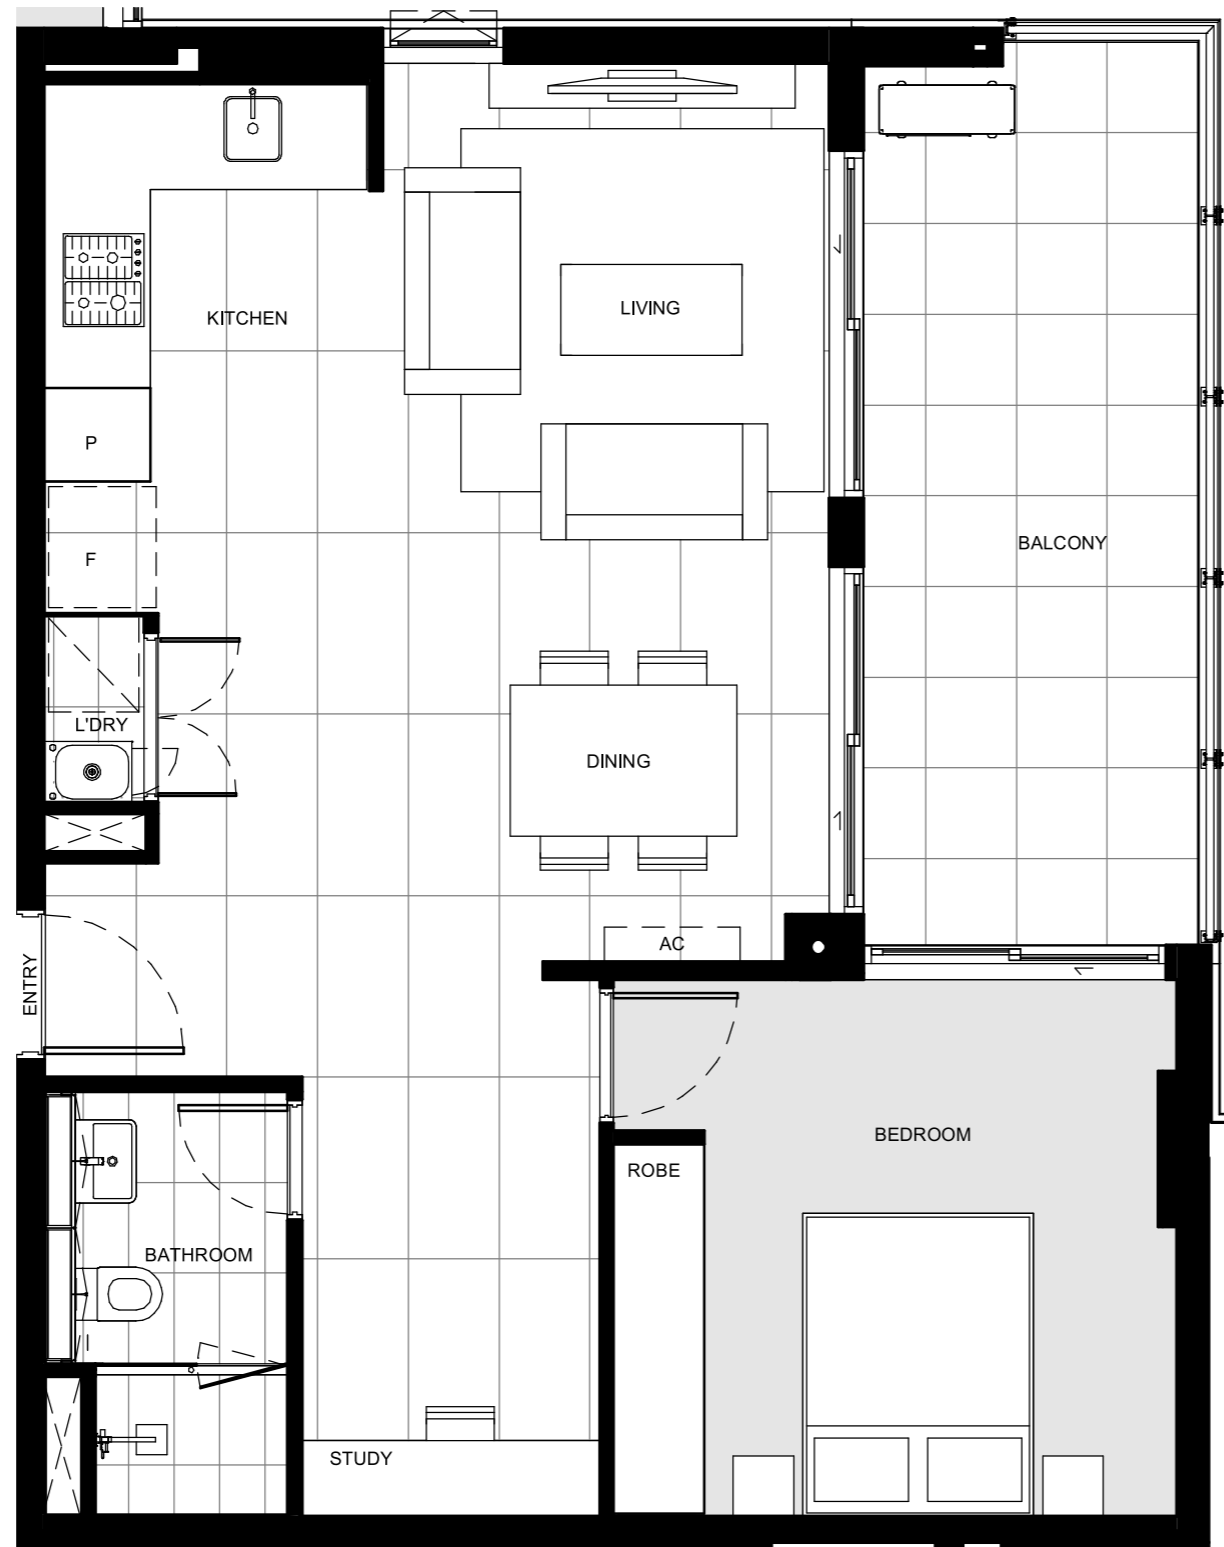 KITCHEN
LIVING
P
F
BALCONY
L'DRY
DINING
AC
ENTRY
BEDROOM
ROBE
BATHROOM
STUDY